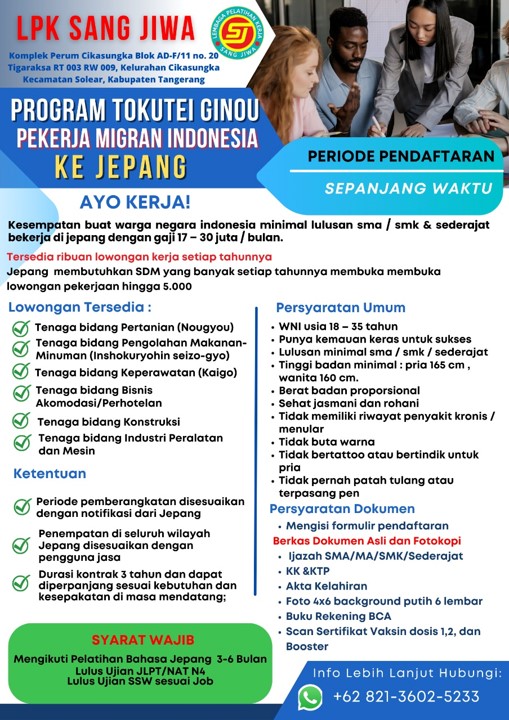 LPK SANG JIWA
LEMBAGA PELATIHAN KERJA
SJ
SANG JIWA
Komplek Perum Cikasungka Blok AD-F/11 no. 20
Tigaraksa RT 003 RW 009, Kelurahan Cikasungka
Kecamatan Solear, Kabupaten Tangerang
PROGRAM TOKUTEI GINOU
PEKERJA MIGRAN INDONESIA
KE JEPANG
PERIODE PENDAFTARAN
SEPANJANG WAKTU
AYO KERJA!
Kesempatan buat warga negara indonesia minimal lulusan sma / smk & sederajat
bekerja di jepang dengan gaji 17 – 30 juta / bulan.
Tersedia ribuan lowongan kerja setiap tahunnya
Jepang membutuhkan SDM yang banyak setiap tahunnya membuka membuka
lowongan pekerjaan hingga 5.000
Lowongan Tersedia :
Tenaga bidang Pertanian (Nougyou)
Tenaga bidang Pengolahan Makanan-
Minuman (Inshokuryohin seizo-gyo)
Tenaga bidang Keperawatan (Kaigo)
Tenaga bidang Bisnis
Akomodasi/Perhotelan
Tenaga bidang Konstruksi
Tenaga bidang Industri Peralatan
dan Mesin
Ketentuan
Periode pemberangkatan disesuaikan
dengan notifikasi dari Jepang
Penempatan di seluruh wilayah
Jepang disesuaikan dengan
pengguna jasa
Durasi kontrak 3 tahun dan dapat
diperpanjang sesuai kebutuhan dan
kesepakatan di masa mendatang;
SYARAT WAJIB
Mengikuti Pelatihan Bahasa Jepang 3-6 Bulan
Lulus Ujian JLPT/NAT N4
Lulus Ujian SSW sesuai Job
Persyaratan Umum
• WNI usia 18 – 35 tahun
• Punya kemauan keras untuk sukses
• Lulusan minimal sma / smk / sederajat
• Tinggi badan minimal : pria 165 cm ,
wanita 160 cm.
• Berat badan proporsional
• Sehat jasmani dan rohani
• Tidak memiliki riwayat penyakit kronis /
menular
• Tidak buta warna
• Tidak bertattoo atau bertindik untuk
pria
• Tidak pernah patah tulang atau
terpasang pen
Persyaratan Dokumen
• Mengisi formulir pendaftaran
Berkas Dokumen Asli dan Fotokopi
• Ijazah SMA/MA/SMK/Sederajat
• KK &KTP
• Akta Kelahiran
• Foto 4x6 background putih 6 lembar
• Buku Rekening BCA
• Scan Sertifikat Vaksin dosis 1,2, dan
Booster
Info Lebih Lanjut Hubungi:
+62 821-3602-5233